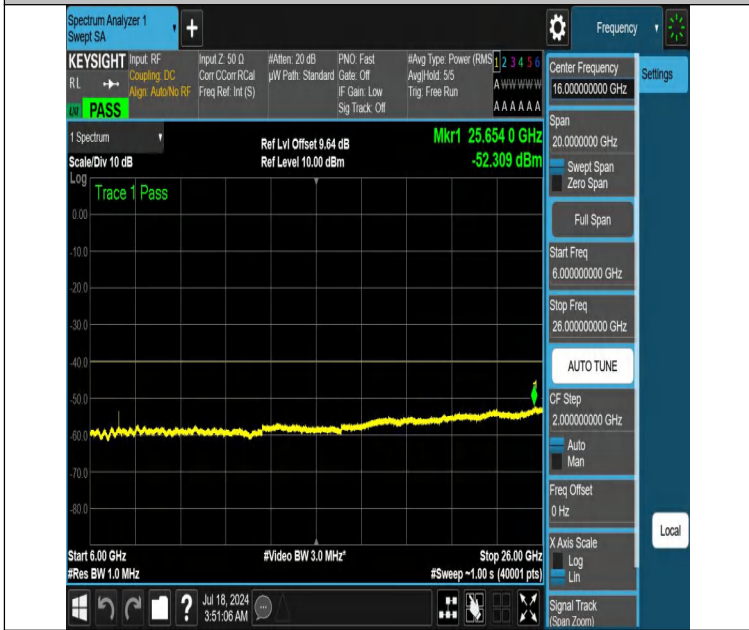 Spectrum Analyzer 1
Swept SA
+
Frequency
KEYSIGHT
RL
PASS
Input: RF
Coupling: DC
Align: Auto/No RF
Input Z: 50 Ω
Corr CCorr RCal
Freq Ref: Int (S)
#Atten: 20 dB
µW Path: Standard
PNO: Fast
Gate: Off
IF Gain: Low
Sig Track: Off
#Avg Type: Power (RMS
Avg|Hold: 5/5
Trig: Free Run
1 2 3 4 5 6
A W W W W W
A A A A A A
1 Spectrum
Scale/Div 10 dB
Ref Lvl Offset 9.64 dB
Ref Level 10.00 dBm
Mkr1 25.654 0 GHz
-52.309 dBm
Log
Trace 1 Pass
0.00
-10.0
-20.0
-30.0
-40.0
-50.0
-60.0
-70.0
-80.0
Start 6.00 GHz
#Res BW 1.0 MHz
#Video BW 3.0 MHz*
Stop 26.00 GHz
#Sweep ~1.00 s (40001 pts)
?
Jul 18, 2024
3:51:06 AM
Center Frequency
16.000000000 GHz
Settings
Span
20.0000000 GHz
Swept Span
Zero Span
Full Span
Start Freq
6.000000000 GHz
Stop Freq
26.000000000 GHz
AUTO TUNE
CF Step
2.000000000 GHz
Auto
Man
Freq Offset
0 Hz
X Axis Scale
Log
Lin
Local
Signal Track
(Span Zoom)